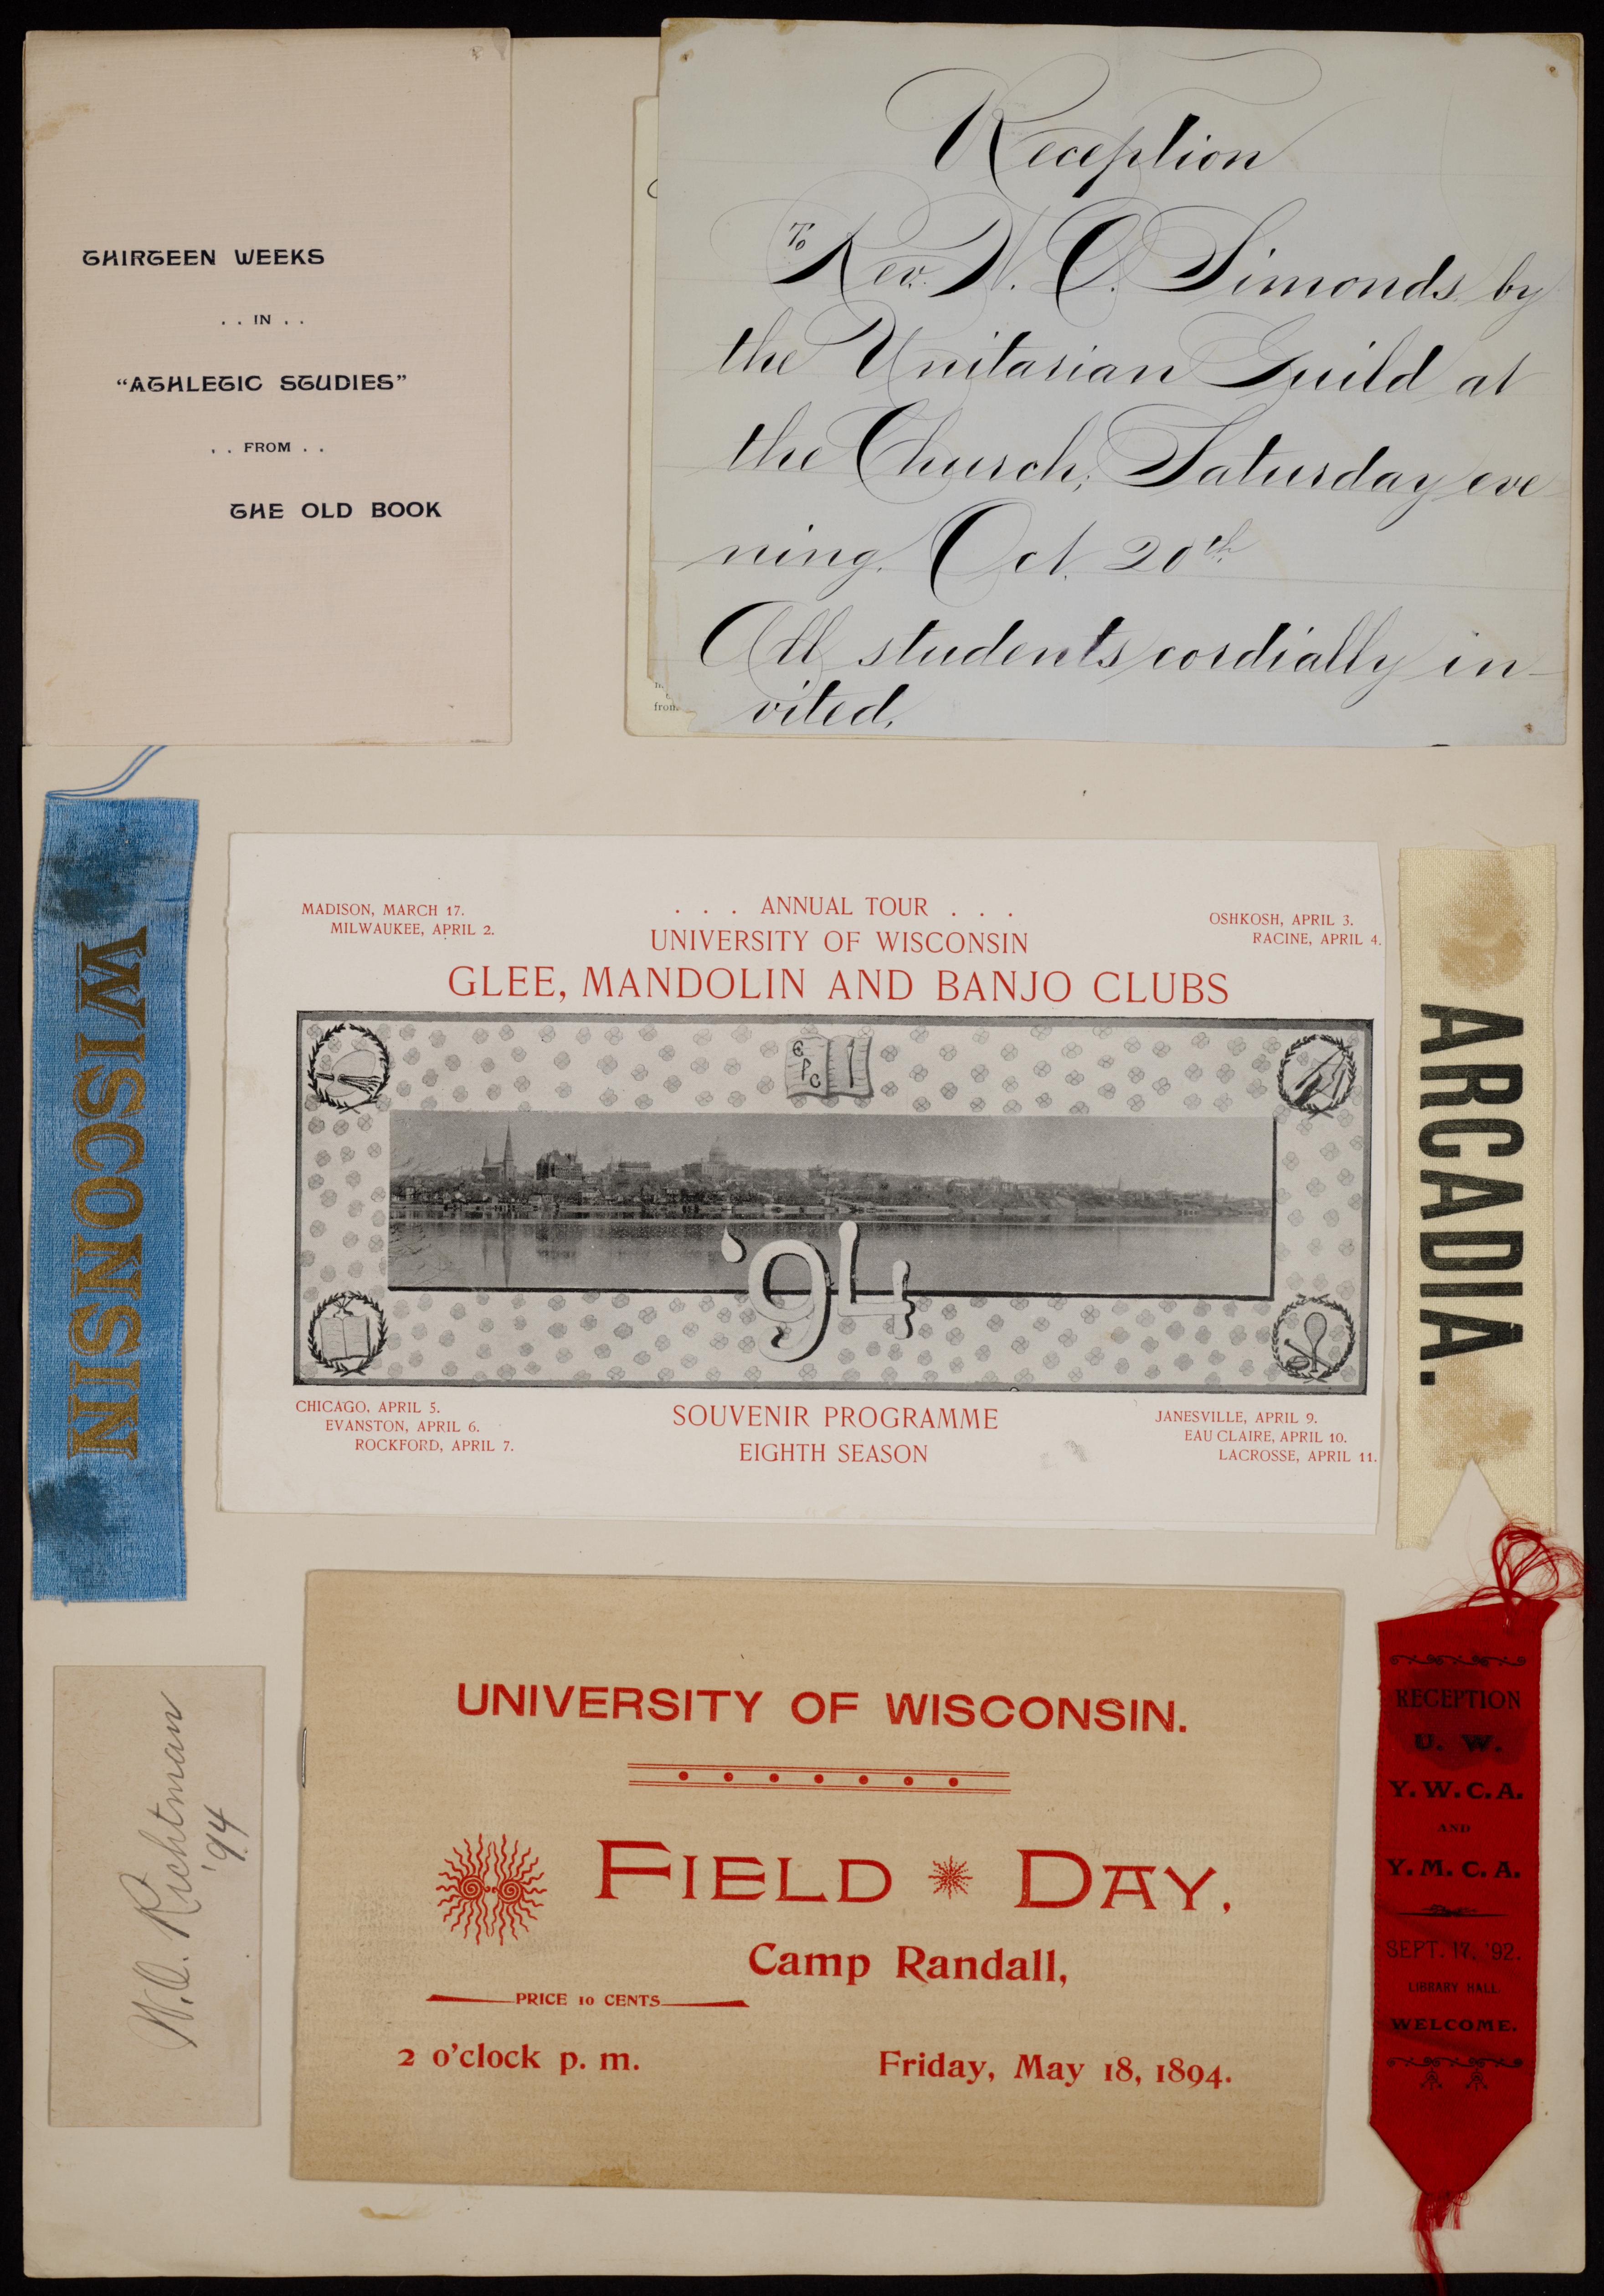 THIRTEEN WEEKS
. . IN . .
“ATHLETIC STUDIES”
. . FROM . .
THE OLD BOOK
Reception
To Rev. W. C. Simonds by
the Unitarian Guild at
the Church, Saturday eve
ning. Oct. 20th
All students cordially in-
vited.
from
WISCONSIN
MADISON, MARCH 17.
MILWAUKEE, APRIL 2.
. . . ANNUAL TOUR . . .
UNIVERSITY OF WISCONSIN
GLEE, MANDOLIN AND BANJO CLUBS
OSHKOSH, APRIL 3.
RACINE, APRIL 4.
'94
CHICAGO, APRIL 5.
EVANSTON, APRIL 6.
ROCKFORD, APRIL 7.
SOUVENIR PROGRAMME
EIGHTH SEASON
JANESVILLE, APRIL 9.
EAU CLAIRE, APRIL 10.
LACROSSE, APRIL 11.
ARCADIA.
W. O. Richtman
'94
UNIVERSITY OF WISCONSIN.
FIELD DAY,
Camp Randall,
PRICE 10 CENTS
2 o'clock p. m.
Friday, May 18, 1894.
RECEPTION
U. W.
Y. W. C. A.
AND
Y. M. C. A.
SEPT. 17, '92.
LIBRARY HALL
WELCOME.